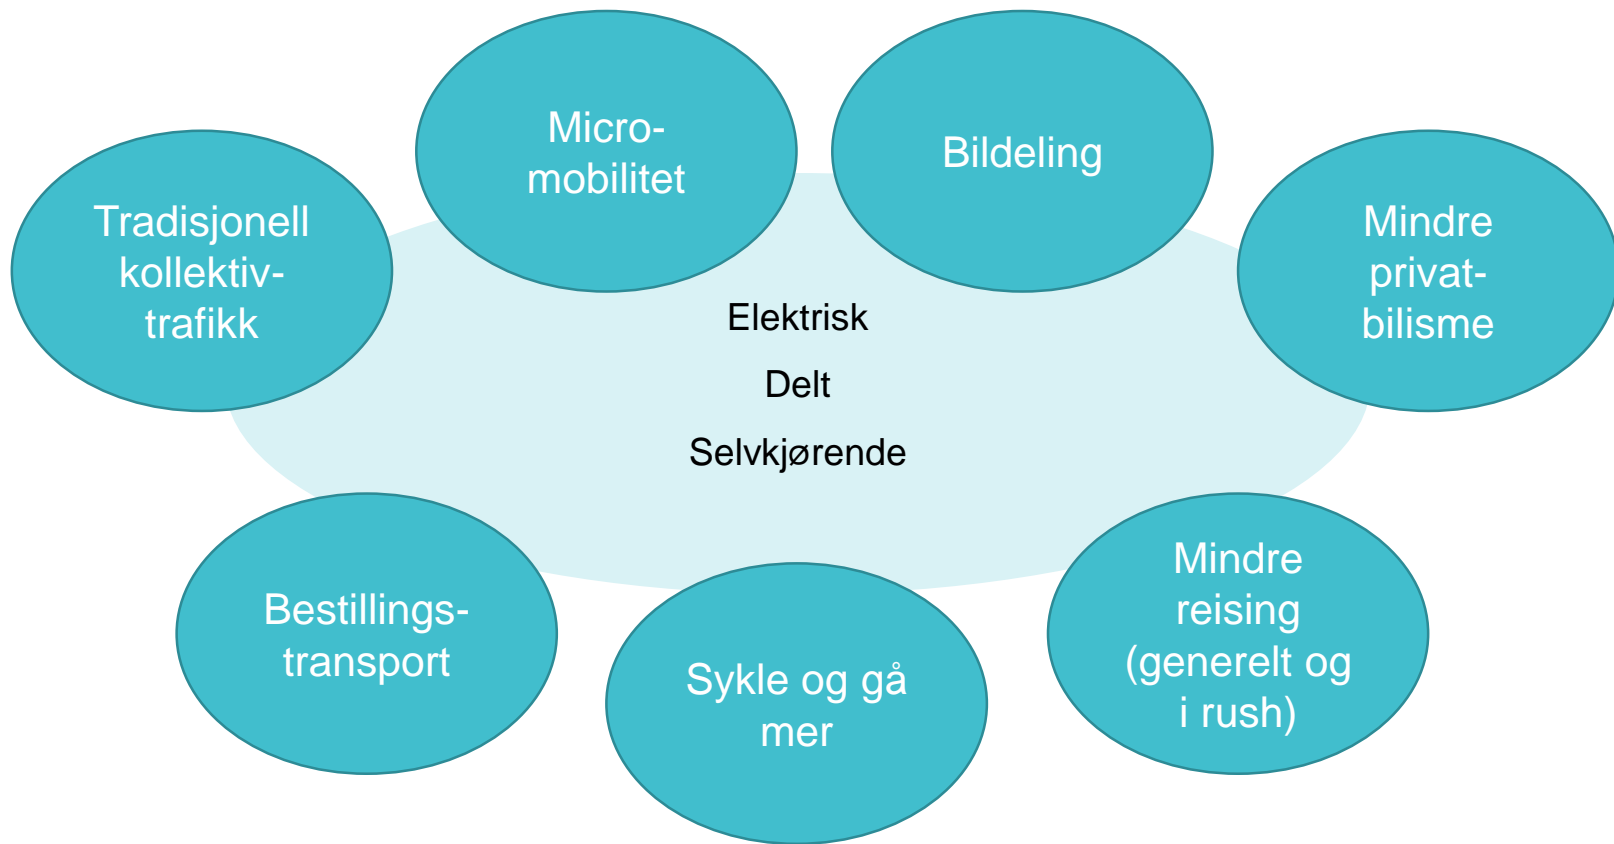 Micro-
mobilitet
Bildeling
Tradisjonell
kollektiv-
trafikk
Mindre
privat-
bilisme
Elektrisk
Delt
Selvkjørende
Bestillings-
transport
Sykle og gå
mer
Mindre
reising
(generelt og
i rush)